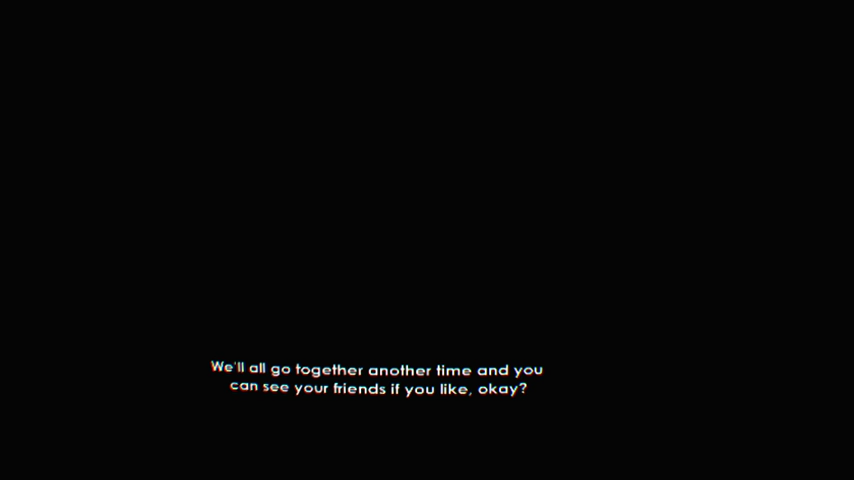 We'll all go together another time and you
can see your friends if you like, okay?